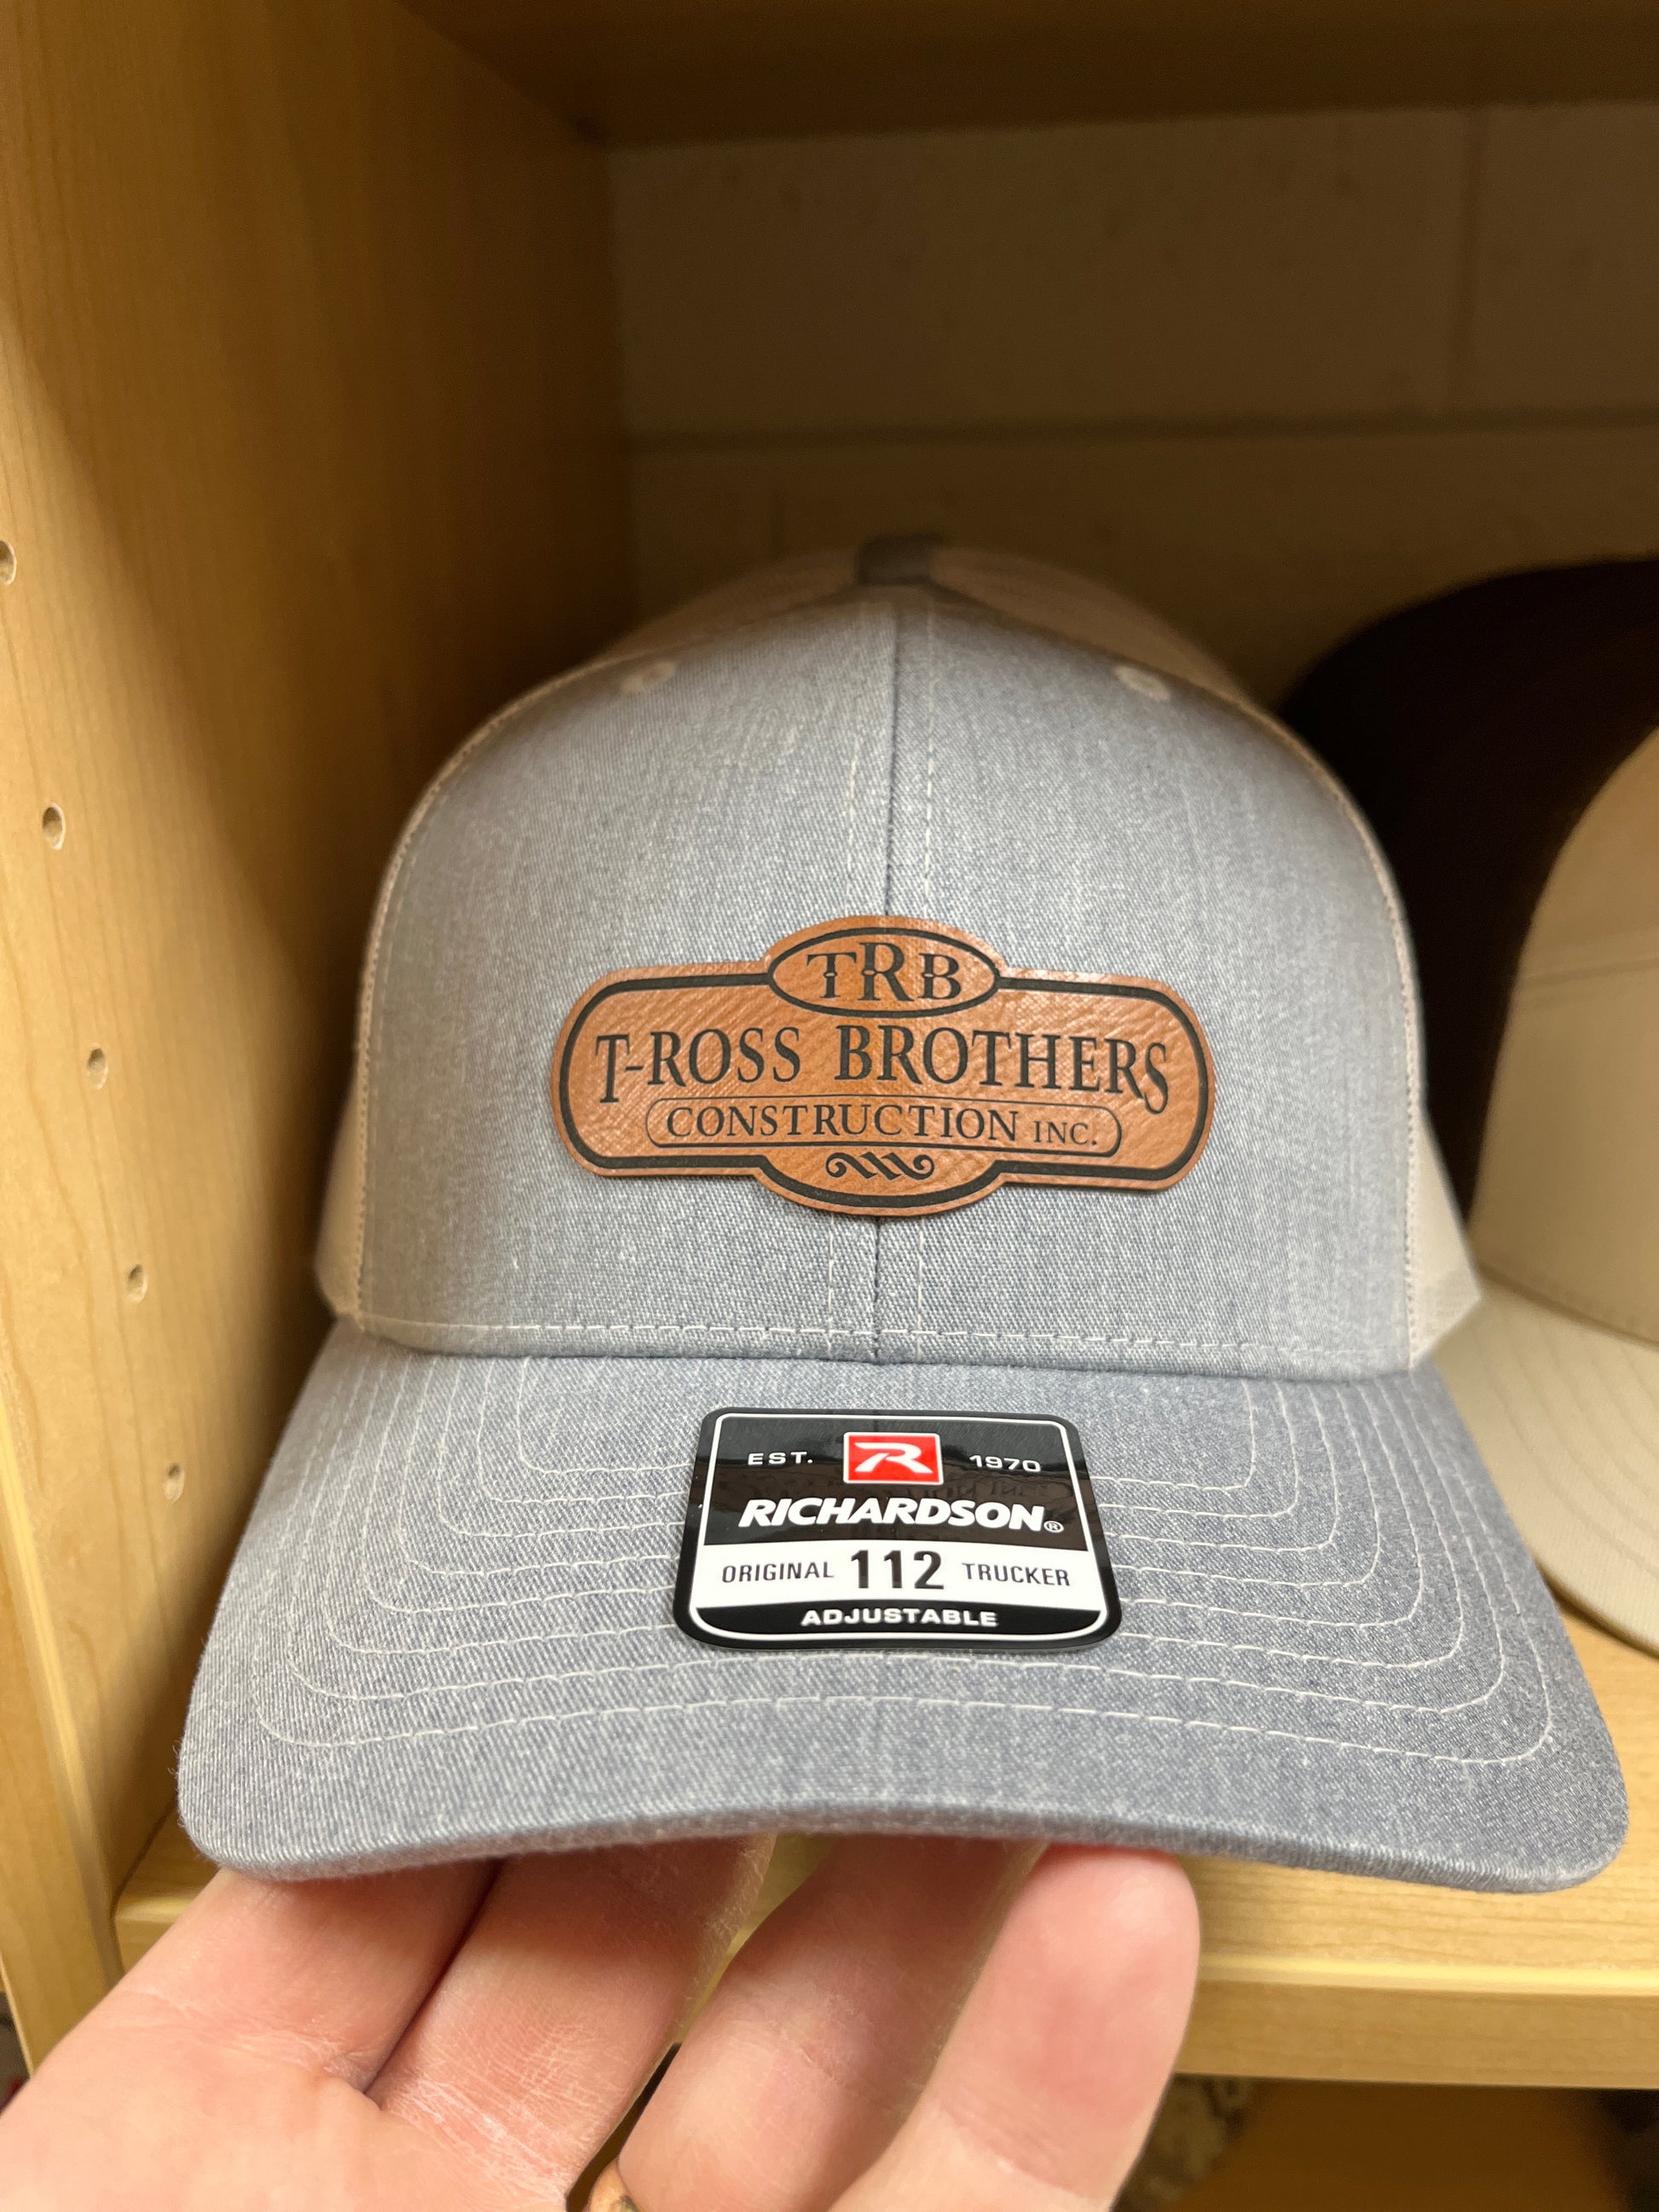 TRB
T-ROSS BROTHERS
CONSTRUCTION INC.
EST. R 1970
RICHARDSON®
ORIGINAL 112 TRUCKER
ADJUSTABLE